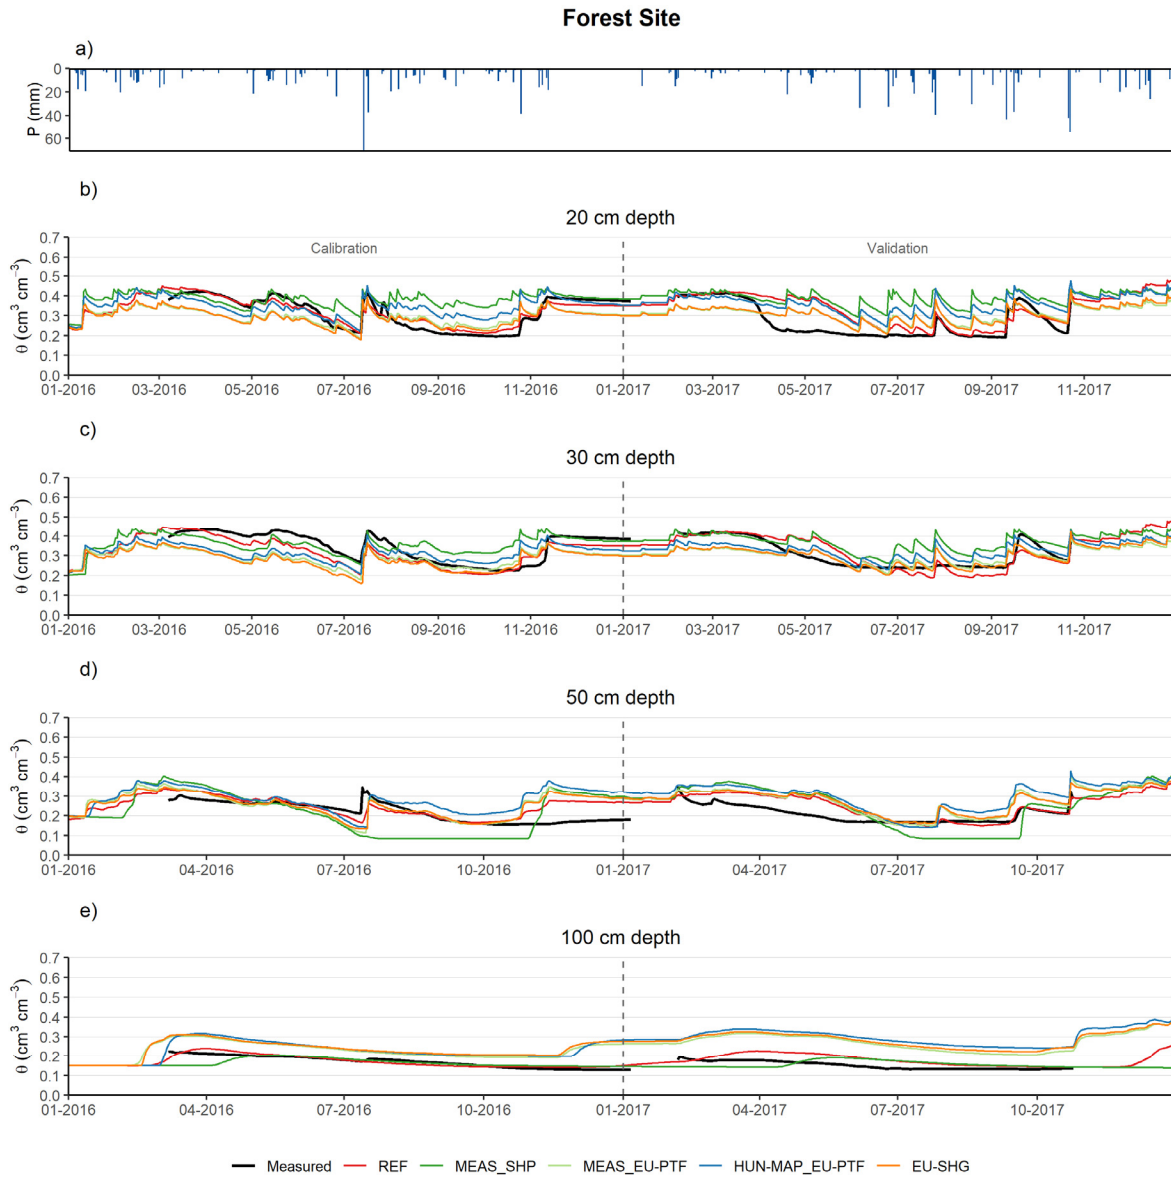 Forest Site
a)
P (mm)
0
20
40
60
b)
20 cm depth
Calibration
Validation
θ (cm³ cm⁻³)
0.7
0.6
0.5
0.4
0.3
0.2
0.1
0.0
01-2016 03-2016 05-2016 07-2016 09-2016 11-2016 01-2017 03-2017 05-2017 07-2017 09-2017 11-2017
c)
30 cm depth
θ (cm³ cm⁻³)
0.7
0.6
0.5
0.4
0.3
0.2
0.1
0.0
01-2016 03-2016 05-2016 07-2016 09-2016 11-2016 01-2017 03-2017 05-2017 07-2017 09-2017 11-2017
d)
50 cm depth
θ (cm³ cm⁻³)
0.7
0.6
0.5
0.4
0.3
0.2
0.1
0.0
01-2016 04-2016 07-2016 10-2016 01-2017 04-2017 07-2017 10-2017
e)
100 cm depth
θ (cm³ cm⁻³)
0.7
0.6
0.5
0.4
0.3
0.2
0.1
0.0
01-2016 04-2016 07-2016 10-2016 01-2017 04-2017 07-2017 10-2017
Measured REF MEAS_SHP MEAS_EU-PTF HUN-MAP_EU-PTF EU-SHG